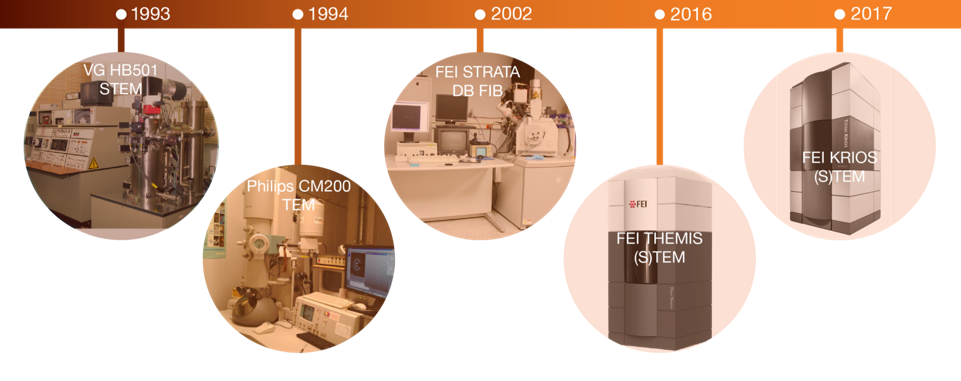 1993
1994
2002
2016
2017
VG HB501
STEM
Philips CM200
TEM
FEI STRATA
DB FIB
FEI
FEI THEMIS
(S)TEM
FEI KRIOS
(S)TEM